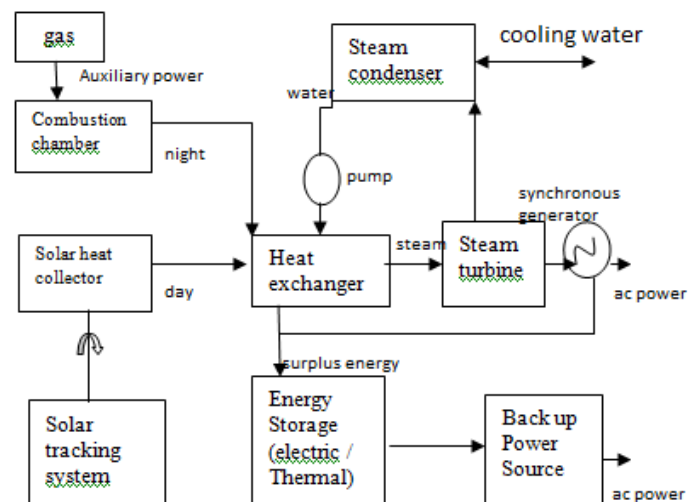 gas
Auxiliary power
Combustion
chamber
night
Steam
condenser
cooling water
water
pump
synchronous
generator
Solar heat
collector
day
Heat
exchanger
steam
Steam
turbine
ac power
surplus energy
Solar
tracking
system
Energy
Storage
(electric /
Thermal)
Back up
Power
Source
ac power